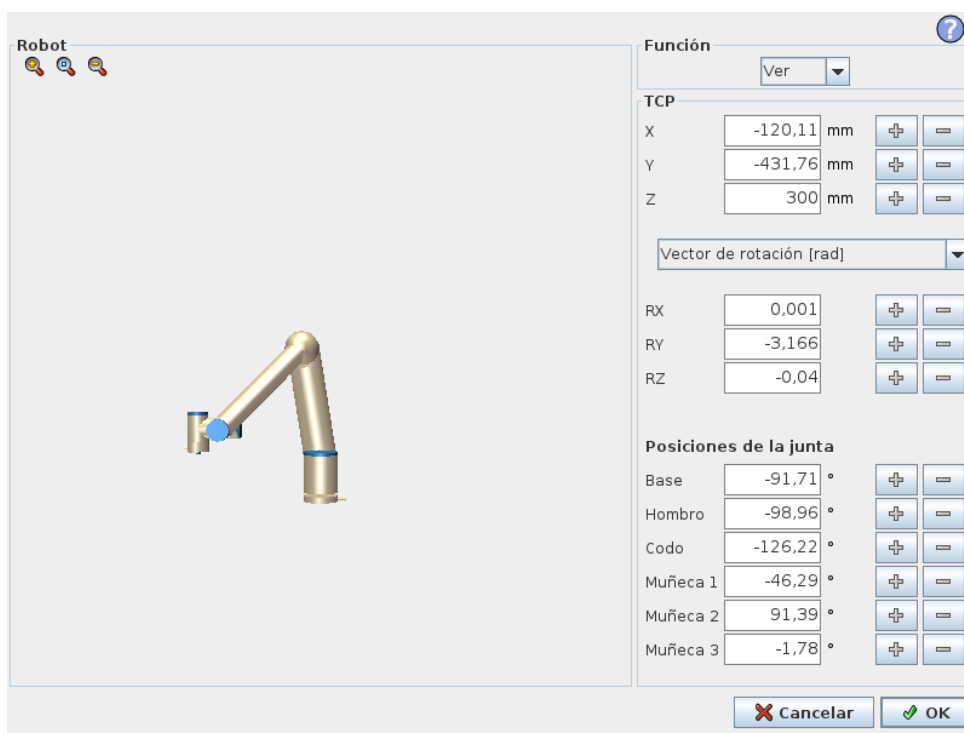 Robot
Función
Ver
TCP
X -120,11 mm
Y -431,76 mm
Z 300 mm
Vector de rotación [rad]
RX 0,001
RY -3,166
RZ -0,04
Posiciones de la junta
Base -91,71 °
Hombro -98,96 °
Codo -126,22 °
Muñeca 1 -46,29 °
Muñeca 2 91,39 °
Muñeca 3 -1,78 °
Cancelar OK